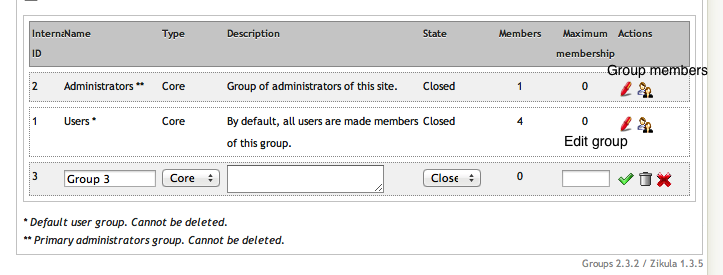 InternaName Type Description State Members Maximum Actions
ID membership
Group members
2 Administrators ** Core Group of administrators of this site. Closed 1 0
1 Users * Core By default, all users are made members Closed 4 0
of this group.
Edit group
3 Group 3 Core Close 0
* Default user group. Cannot be deleted.
** Primary administrators group. Cannot be deleted.
Groups 2.3.2 / Zikula 1.3.5